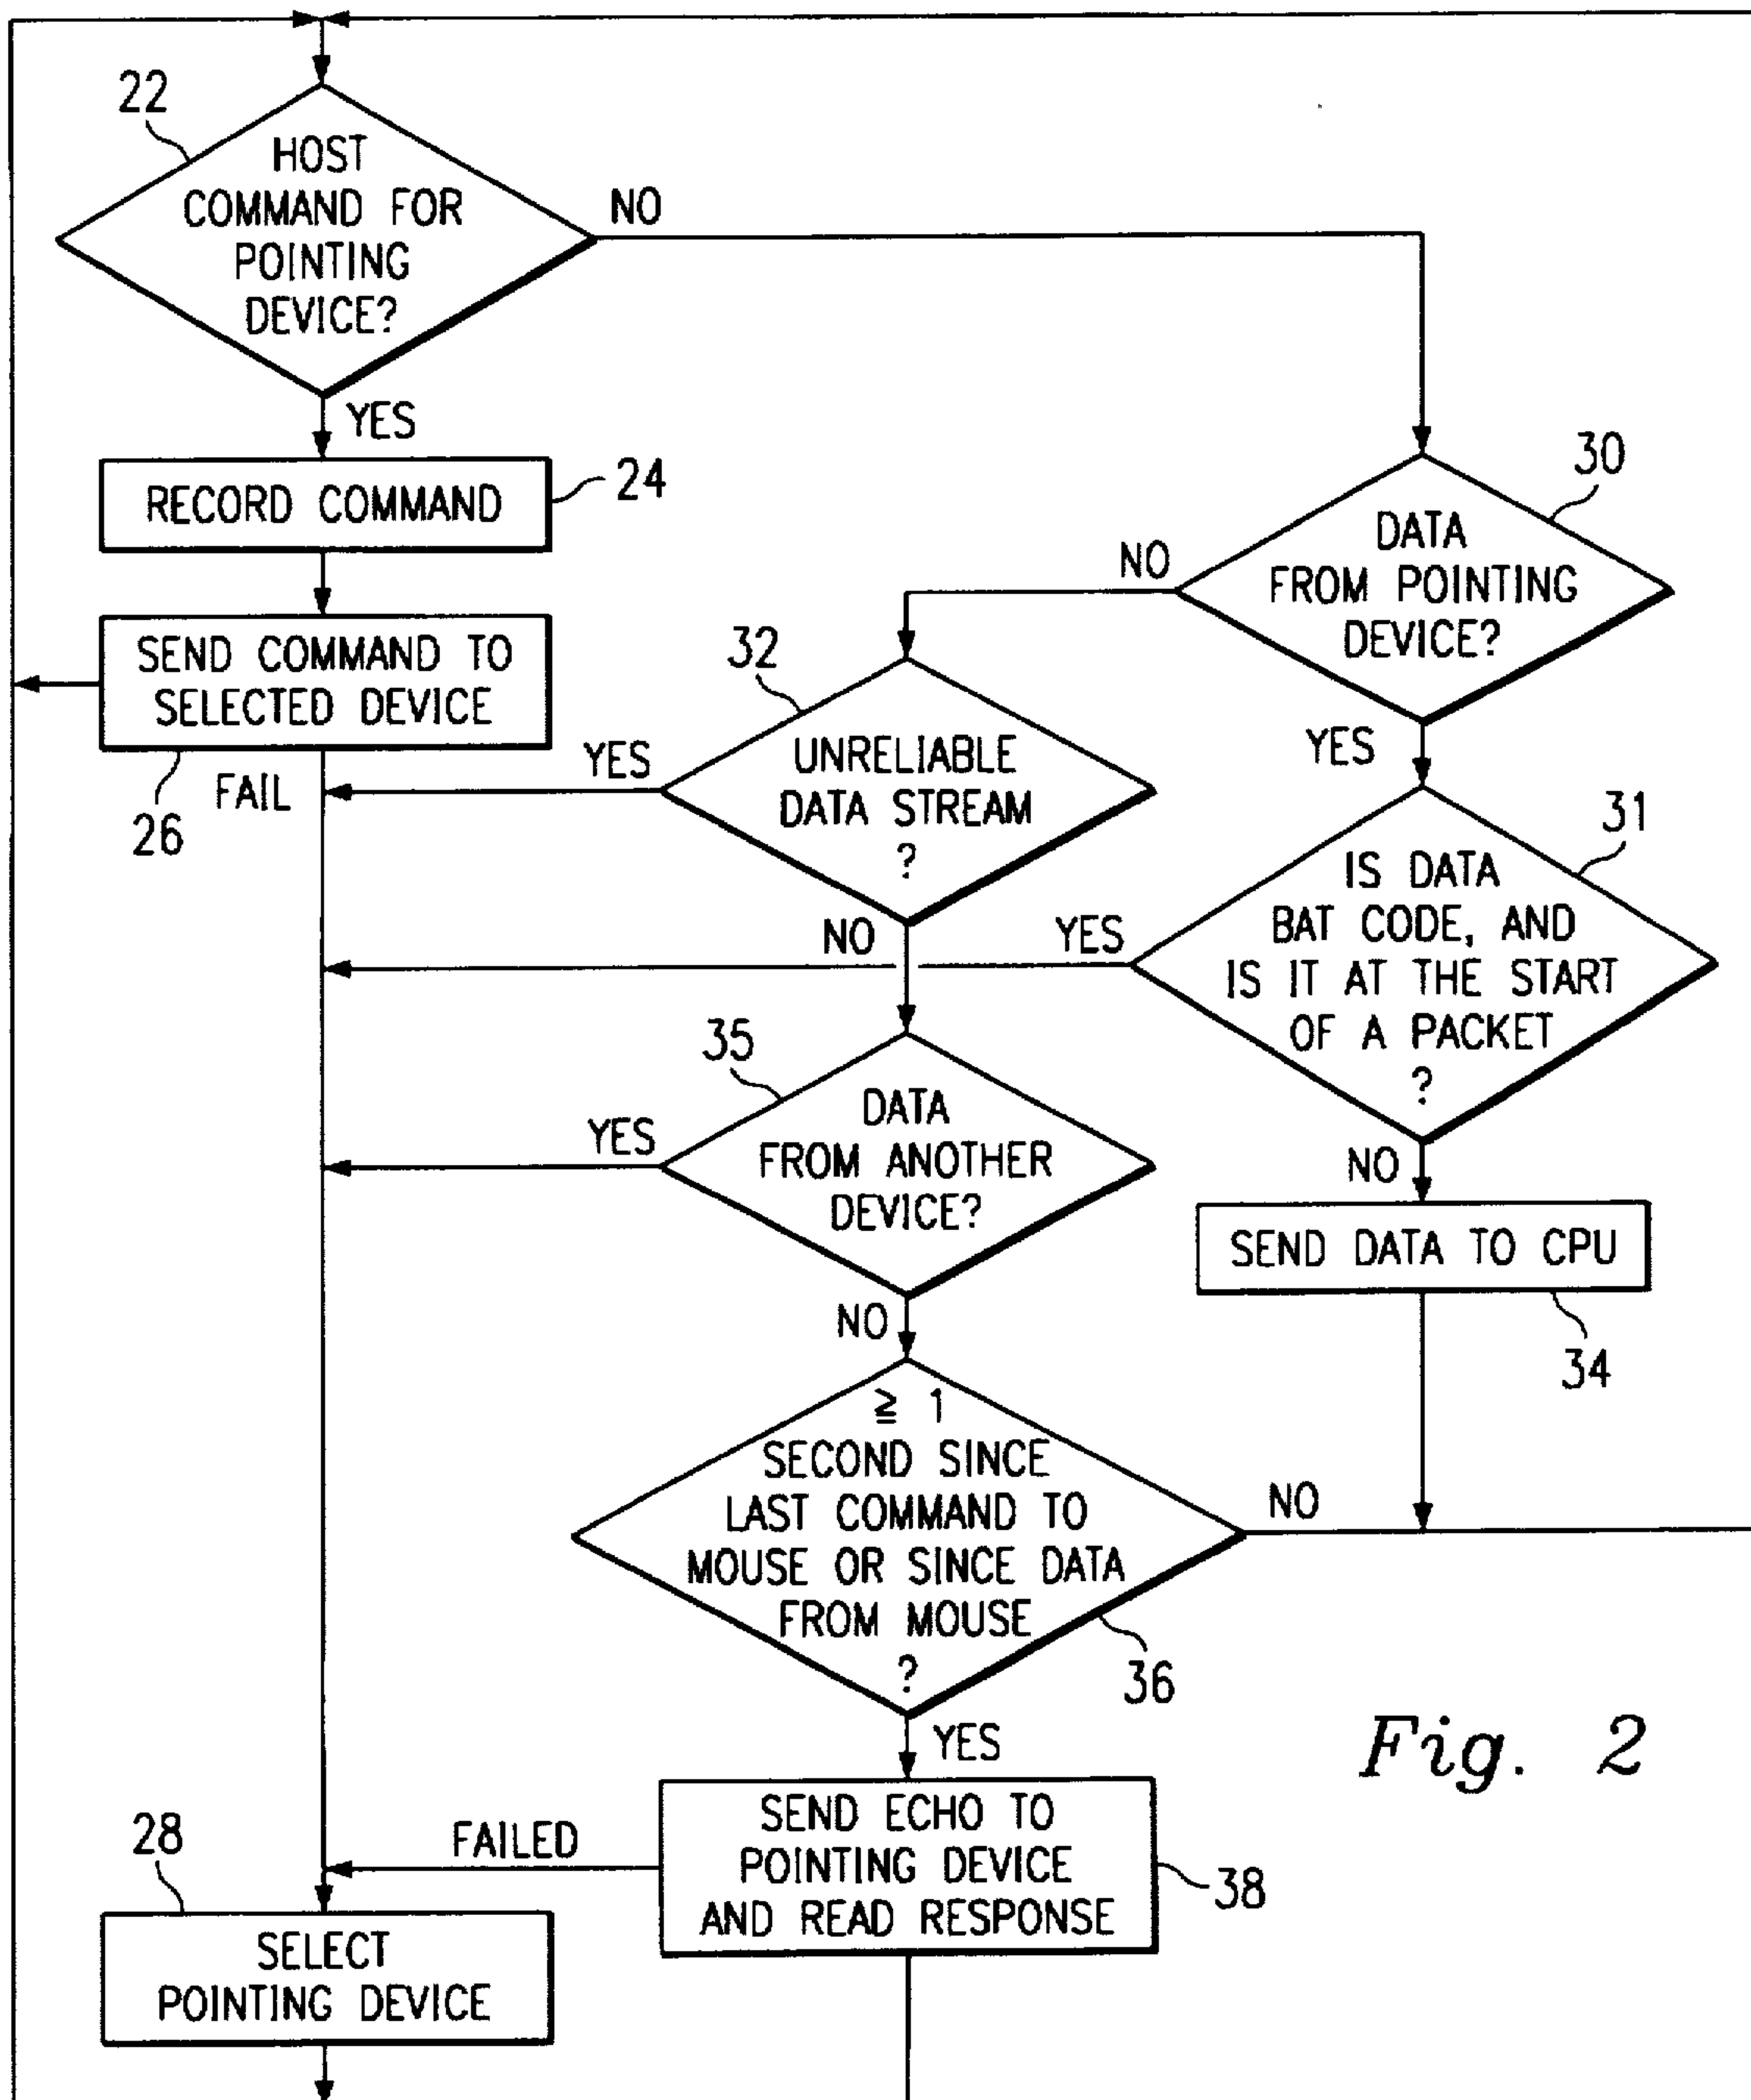 22
HOST
COMMAND FOR
POINTING
DEVICE?
NO
YES
RECORD COMMAND
24
SEND COMMAND TO
SELECTED DEVICE
26
FAIL
30
DATA
FROM POINTING
DEVICE?
NO
YES
32
UNRELIABLE
DATA STREAM
?
YES
NO
31
IS DATA
BAT CODE, AND
IS IT AT THE START
OF A PACKET
?
YES
NO
SEND DATA TO CPU
34
35
DATA
FROM ANOTHER
DEVICE?
YES
NO
≧ 1
SECOND SINCE
LAST COMMAND TO
MOUSE OR SINCE DATA
FROM MOUSE
?
36
NO
YES
SEND ECHO TO
POINTING DEVICE
AND READ RESPONSE
38
FAILED
28
SELECT
POINTING DEVICE
Fig. 2